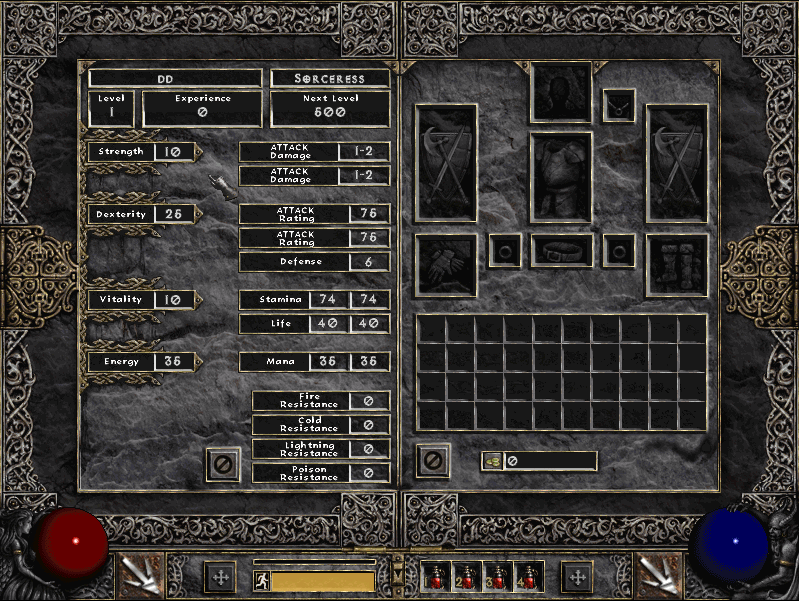 DD
SORCERESS
Level
1
Experience
0
Next Level
500
Strength 10
ATTACK
Damage
1-2
ATTACK
Damage
1-2
Dexterity 25
ATTACK
Rating
75
ATTACK
Rating
75
Defense 6
Vitality 10
Stamina 74 74
Life 40 40
Energy 35
Mana 35 35
Fire
Resistance
0
Cold
Resistance
0
Lightning
Resistance
0
Poison
Resistance
0
0
1 2 3 4